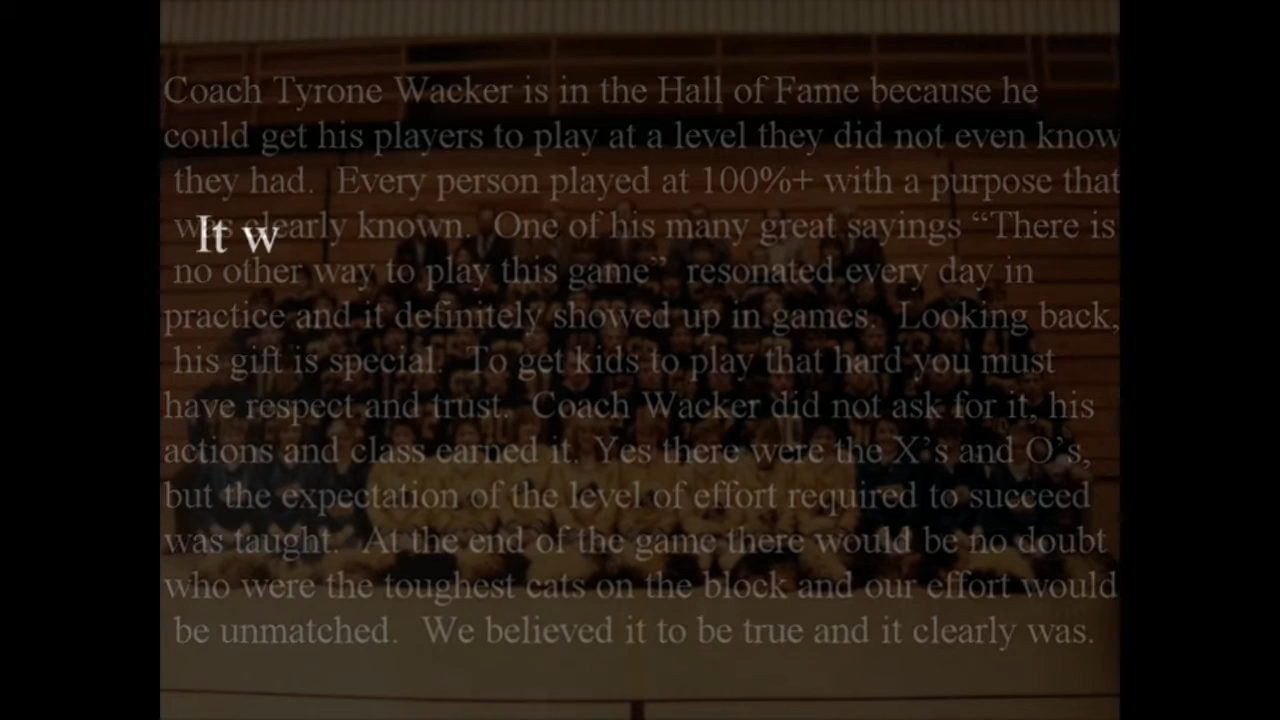 Coach Tyrone Wacker is in the Hall of Fame because he
could get his players to play at a level they did not even know
they had. Every person played at 100%+ with a purpose that
was clearly known. One of his many great sayings “There is
It w
no other way to play this game” resonated every day in
practice and it definitely showed up in games. Looking back,
his gift is special. To get kids to play that hard you must
have respect and trust. Coach Wacker did not ask for it, his
actions and class earned it. Yes there were the X’s and O’s,
but the expectation of the level of effort required to succeed
was taught. At the end of the game there would be no doubt
who were the toughest cats on the block and our effort would
be unmatched. We believed it to be true and it clearly was.